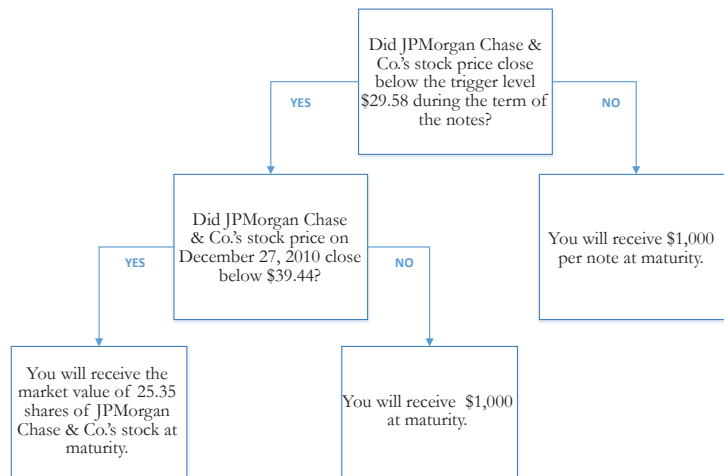 Did JPMorgan Chase &
Co.'s stock price close
below the trigger level
$29.58 during the term of
the notes?
YES
NO
Did JPMorgan Chase
& Co.'s stock price on
December 27, 2010 close
below $39.44?
You will receive $1,000
per note at maturity.
YES
NO
You will receive the
market value of 25.35
shares of JPMorgan
Chase & Co.'s stock at
maturity.
You will receive $1,000
at maturity.